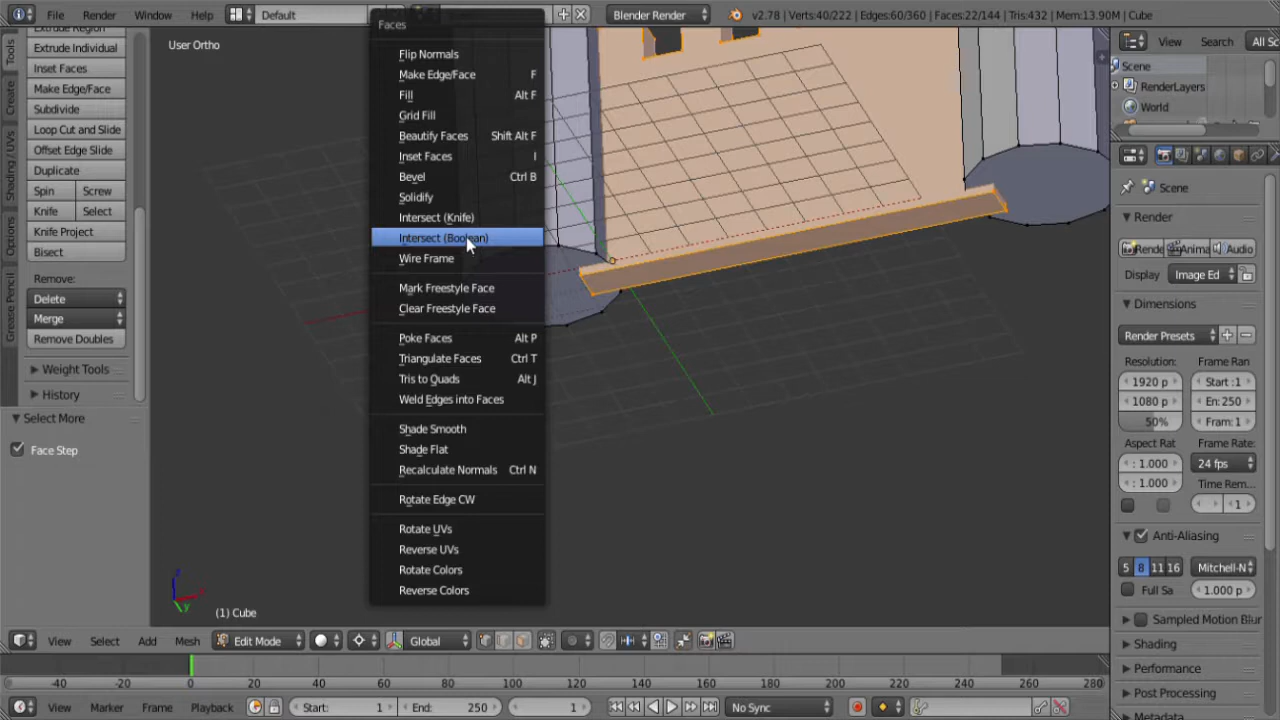 File Render Window Help Default Blender Render v2.78 | Verts:40/222 | Edges:60/360 | Faces:22/144 | Tris:432 | Mem:13.90M | Cube
User Ortho
Tools
Create
Shading / UVs
Options
Grease Pencil
Extrude Region
Extrude Individual
Inset Faces
Make Edge/Face
Subdivide
Loop Cut and Slide
Offset Edge Slide
Duplicate
Spin Screw
Knife Select
Knife Project
Bisect
Remove:
Delete
Merge
Remove Doubles
Weight Tools
History
Select More
Face Step
Faces
Flip Normals
Make Edge/Face F
Fill Alt F
Grid Fill
Beautify Faces Shift Alt F
Inset Faces I
Bevel Ctrl B
Solidify
Intersect (Knife)
Intersect (Boolean)
Wire Frame
Mark Freestyle Face
Clear Freestyle Face
Poke Faces Alt P
Triangulate Faces Ctrl T
Tris to Quads Alt J
Weld Edges into Faces
Shade Smooth
Shade Flat
Recalculate Normals Ctrl N
Rotate Edge CW
Rotate UVs
Reverse UVs
Rotate Colors
Reverse Colors
z
y
(1) Cube
View Search All Sc
Scene
RenderLayers
World
Scene
Render
Rende Anima Audio
Display Image Ed
Dimensions
Render Presets
Resolution: Frame Ran
1920 p Start :1
1080 p En: 250
50% Fram: 1
Aspect Rat Frame Rate:
: 1.000 24 fps
: 1.000 Time Rem...
1
Anti-Aliasing
5 8 11 16 Mitchell-N
Full Sa 1.000 p
Sampled Motion Blur
Shading
Performance
Post Processing
Metadata
View Select Add Mesh Edit Mode Global
-40 -20 0 20 40 60 80 100 120 140 160 180 200 220 240 260 280
View Marker Frame Playback Start: 1 End: 250 1 No Sync